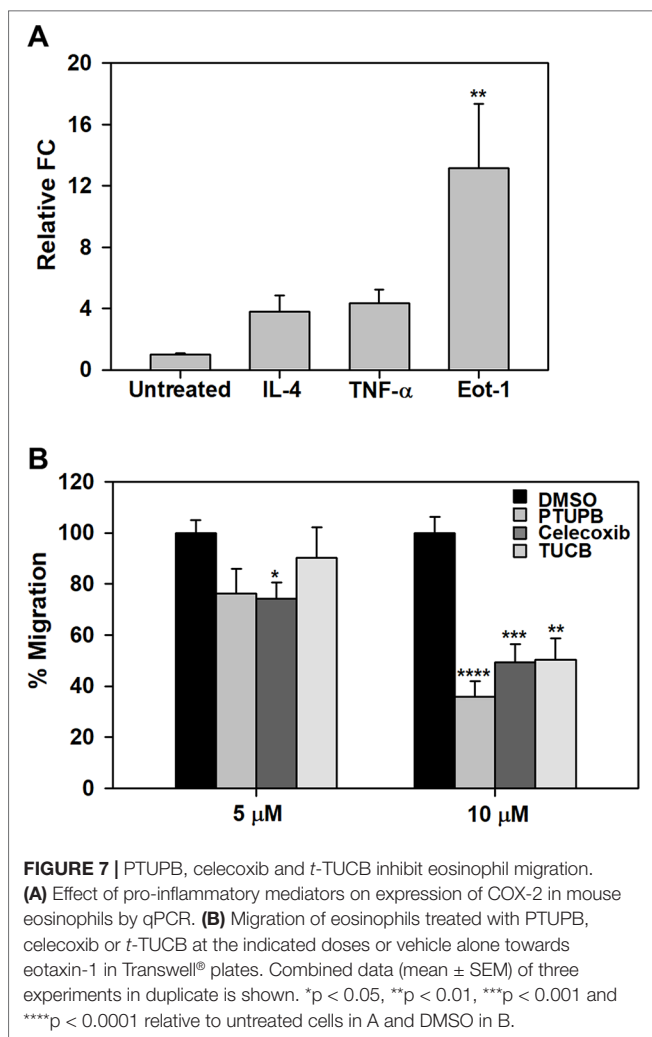 A
20
16
12
8
4
0
Relative FC
**
Untreated IL-4 TNF-α Eot-1
B
120
100
80
60
40
20
0
% Migration
DMSO
PTUPB
Celecoxib
TUCB
*
****
***
**
5 µM 10 µM
FIGURE 7 | PTUPB, celecoxib and t-TUCB inhibit eosinophil migration.
(A) Effect of pro-inflammatory mediators on expression of COX-2 in mouse
eosinophils by qPCR. (B) Migration of eosinophils treated with PTUPB,
celecoxib or t-TUCB at the indicated doses or vehicle alone towards
eotaxin-1 in Transwell® plates. Combined data (mean ± SEM) of three
experiments in duplicate is shown. *p < 0.05, **p < 0.01, ***p < 0.001 and
****p < 0.0001 relative to untreated cells in A and DMSO in B.